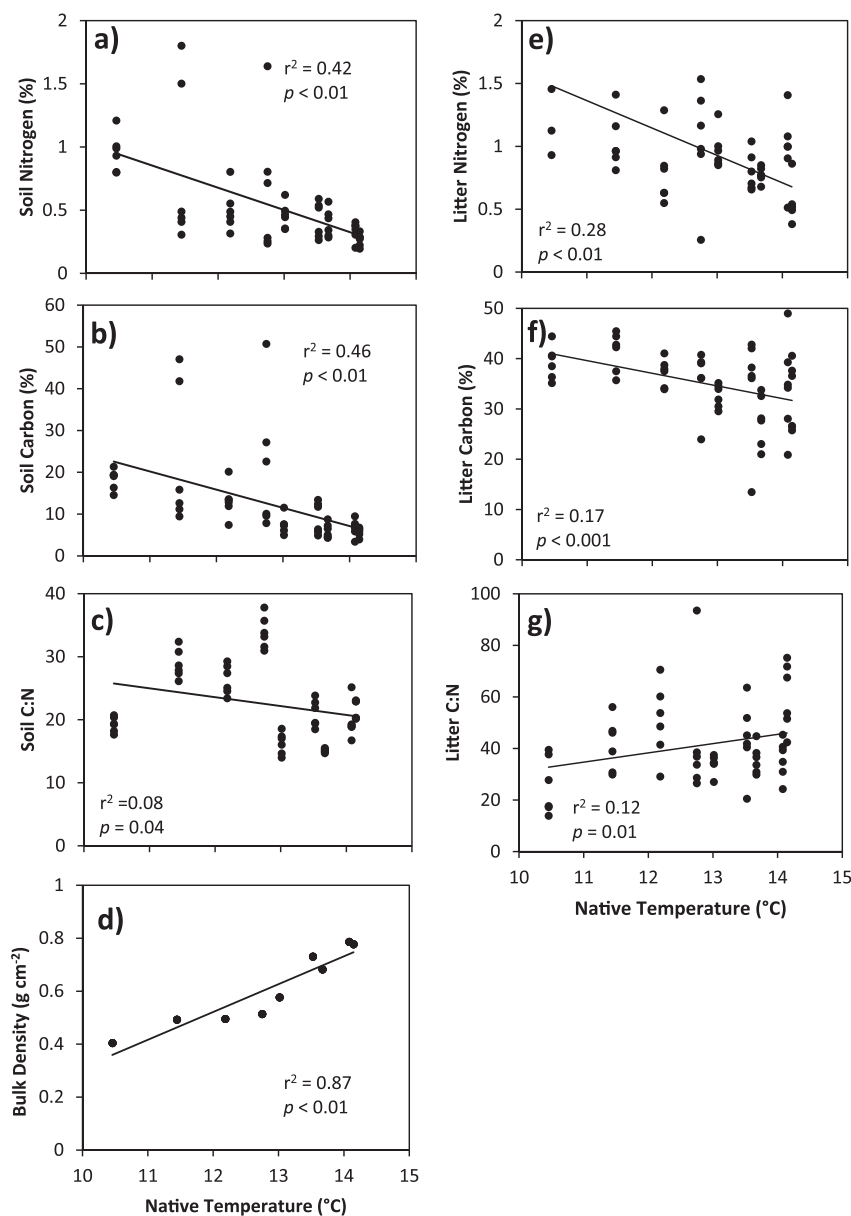 a)
r² = 0.42
p < 0.01
Soil Nitrogen (%)
2
1.5
1
0.5
0
b)
r² = 0.46
p < 0.01
Soil Carbon (%)
60
50
40
30
20
10
0
c)
r² =0.08
p = 0.04
Soil C:N
40
30
20
10
0
d)
r² = 0.87
p < 0.01
Bulk Density (g cm⁻²)
1
0.8
0.6
0.4
0.2
0
10 11 12 13 14 15
Native Temperature (°C)
e)
r² = 0.28
p < 0.01
Litter Nitrogen (%)
2
1.5
1
0.5
0
f)
r² = 0.17
p < 0.001
Litter Carbon (%)
50
40
30
20
10
0
g)
r² = 0.12
p = 0.01
Litter C:N
100
80
60
40
20
0
10 11 12 13 14 15
Native Temperature (°C)